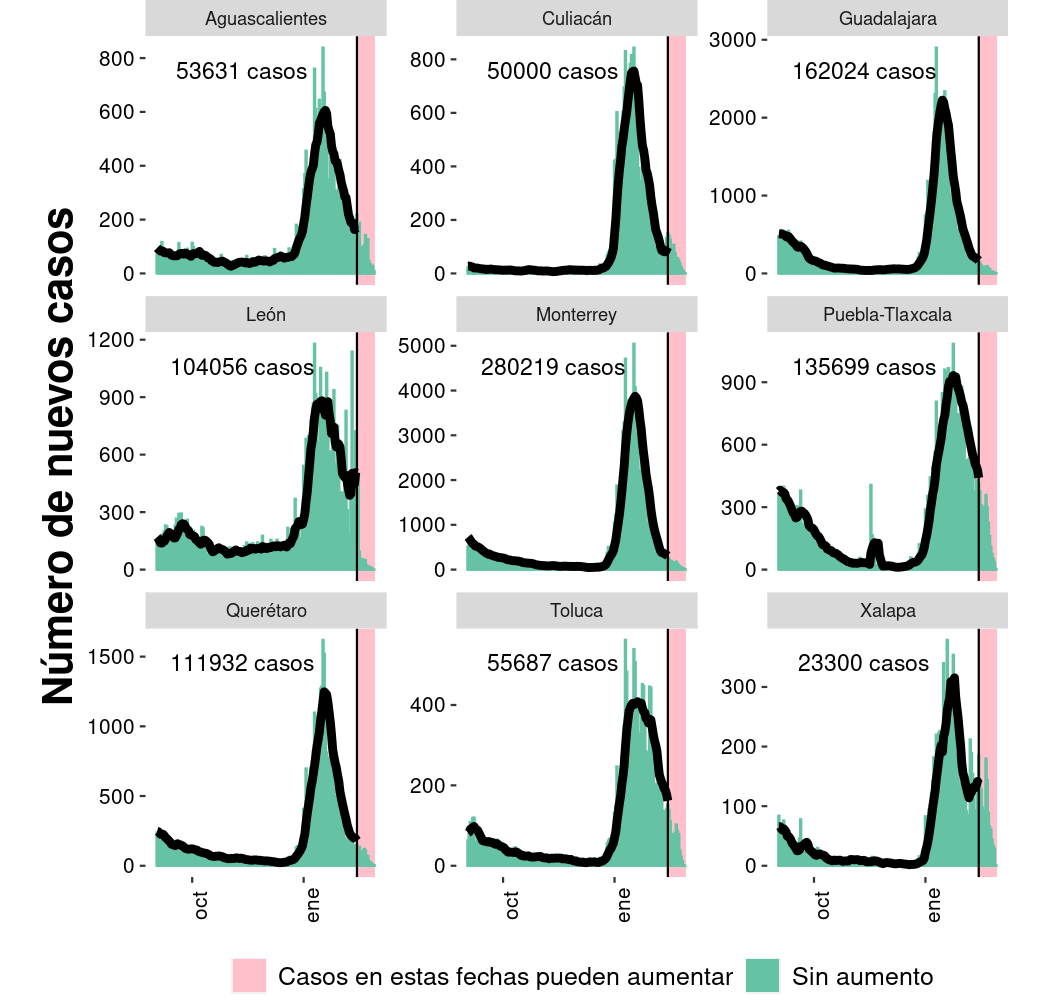 Número de nuevos casos
Aguascalientes
53631 casos
800
600
400
200
0
Culiacán
50000 casos
800
600
400
200
0
Guadalajara
162024 casos
3000
2000
1000
0
León
104056 casos
1200
900
600
300
0
Monterrey
280219 casos
5000
4000
3000
2000
1000
0
Puebla-Tlaxcala
135699 casos
900
600
300
0
Querétaro
111932 casos
1500
1000
500
0
oct
ene
Toluca
55687 casos
400
200
0
oct
ene
Xalapa
23300 casos
300
200
100
0
oct
ene
Casos en estas fechas pueden aumentar
Sin aumento